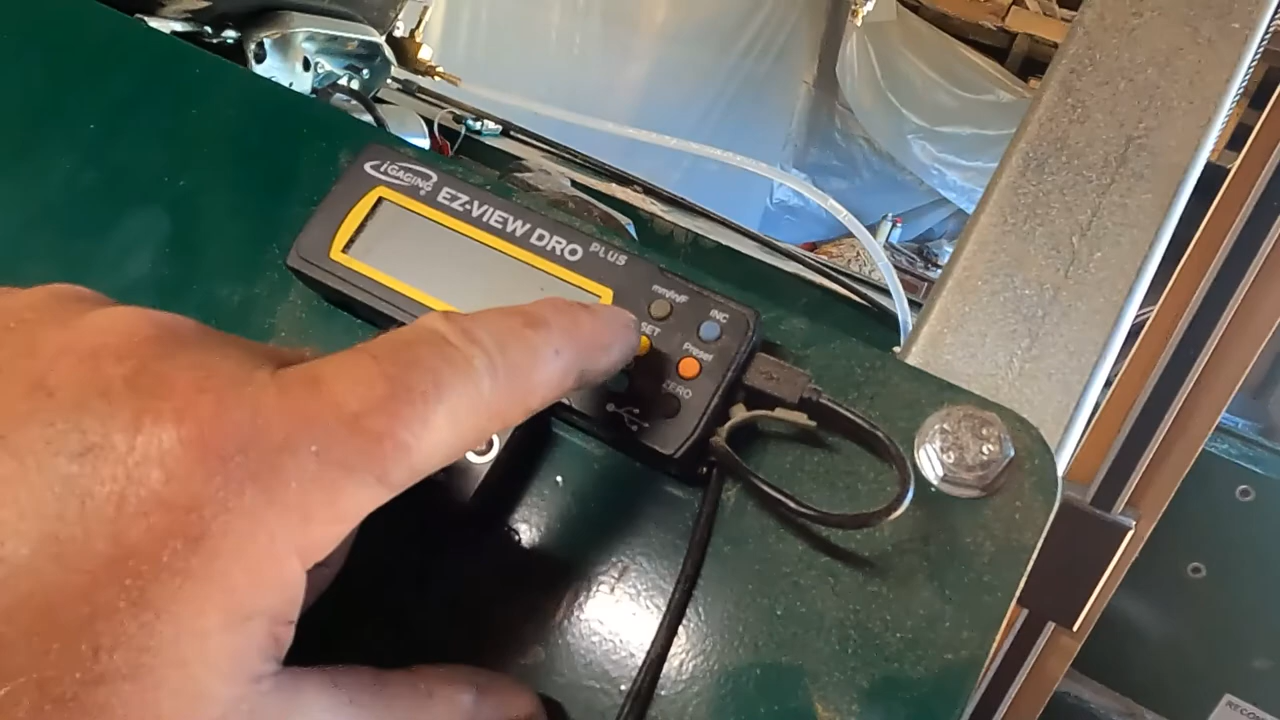 iGAGING
EZ-VIEW DRO PLUS
mm/in/F
INC
SET
Preset
ZERO